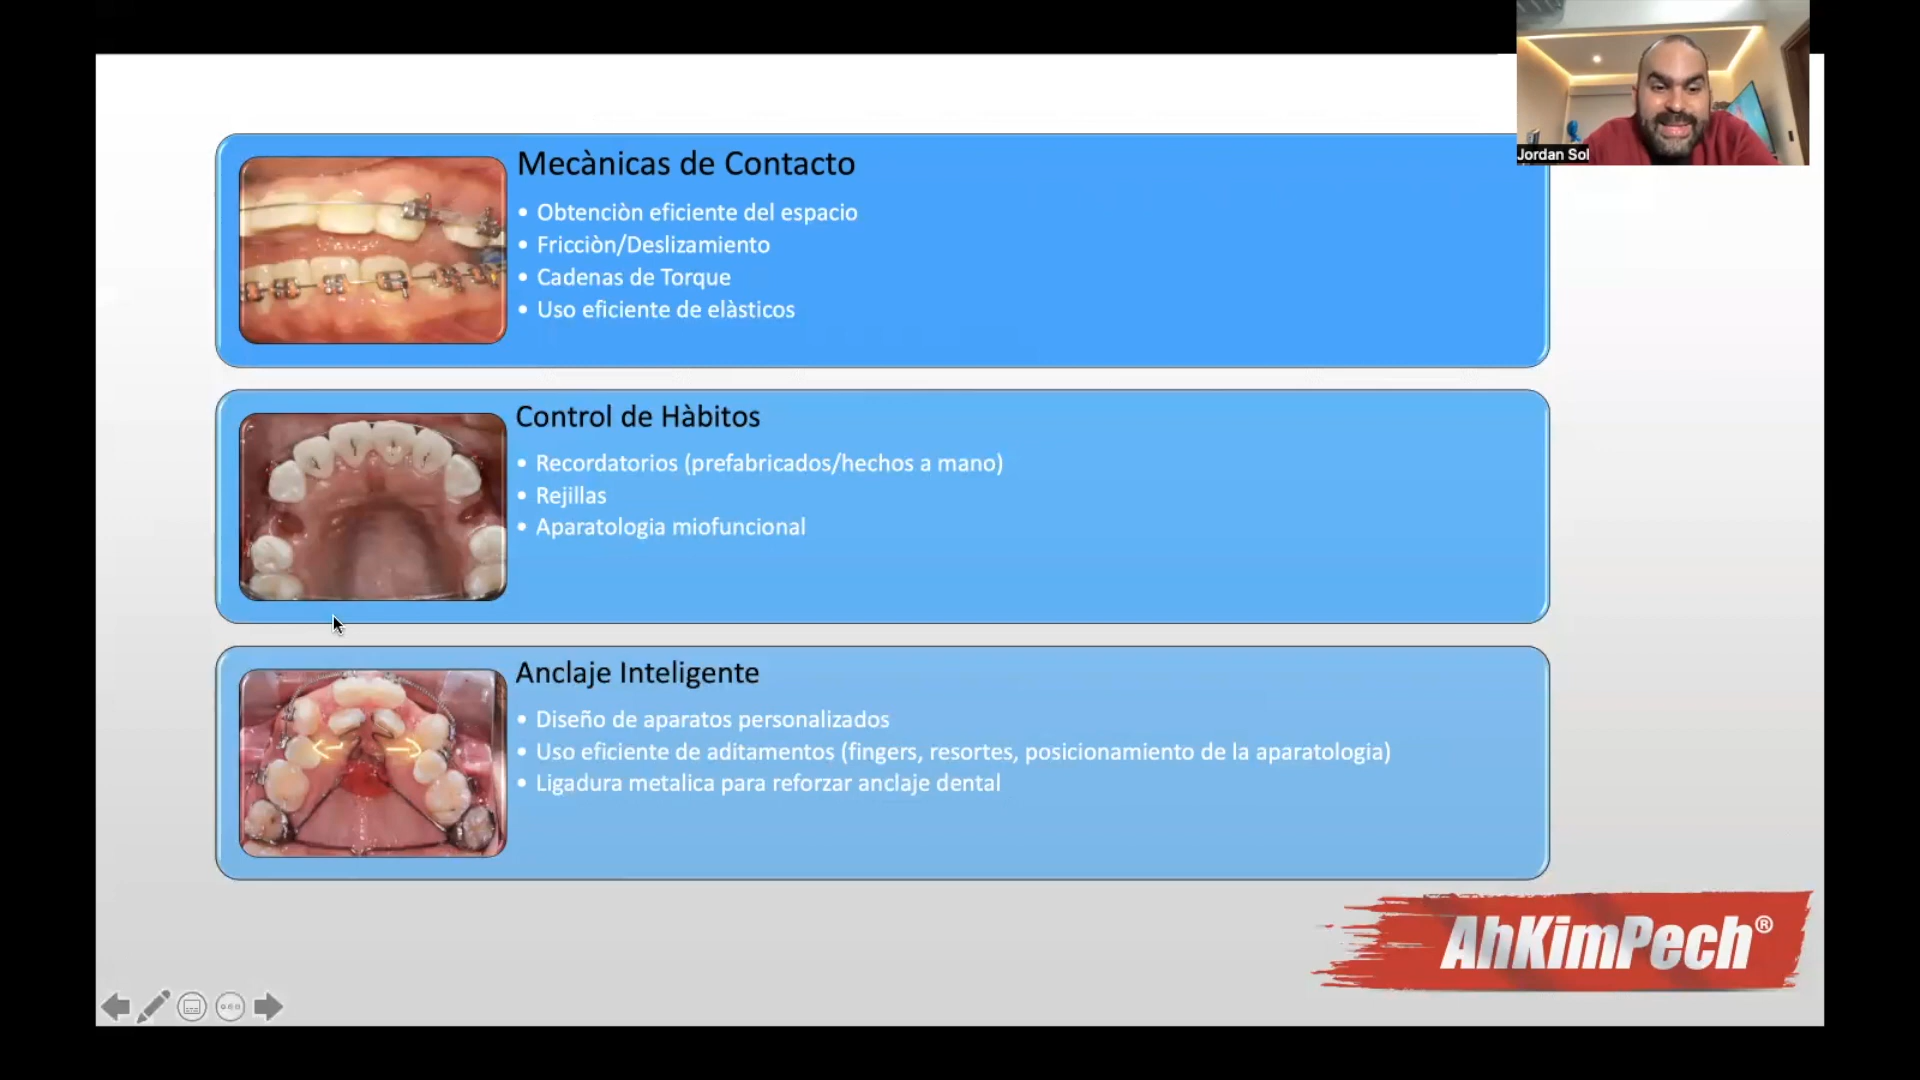 Jordan Sol
Mecànicas de Contacto
• Obtenciòn eficiente del espacio
• Fricciòn/Deslizamiento
• Cadenas de Torque
• Uso eficiente de elàsticos
Control de Hàbitos
• Recordatorios (prefabricados/hechos a mano)
• Rejillas
• Aparatologia miofuncional
Anclaje Inteligente
• Diseño de aparatos personalizados
• Uso eficiente de aditamentos (fingers, resortes, posicionamiento de la aparatologia)
• Ligadura metalica para reforzar anclaje dental
AhKimPech®